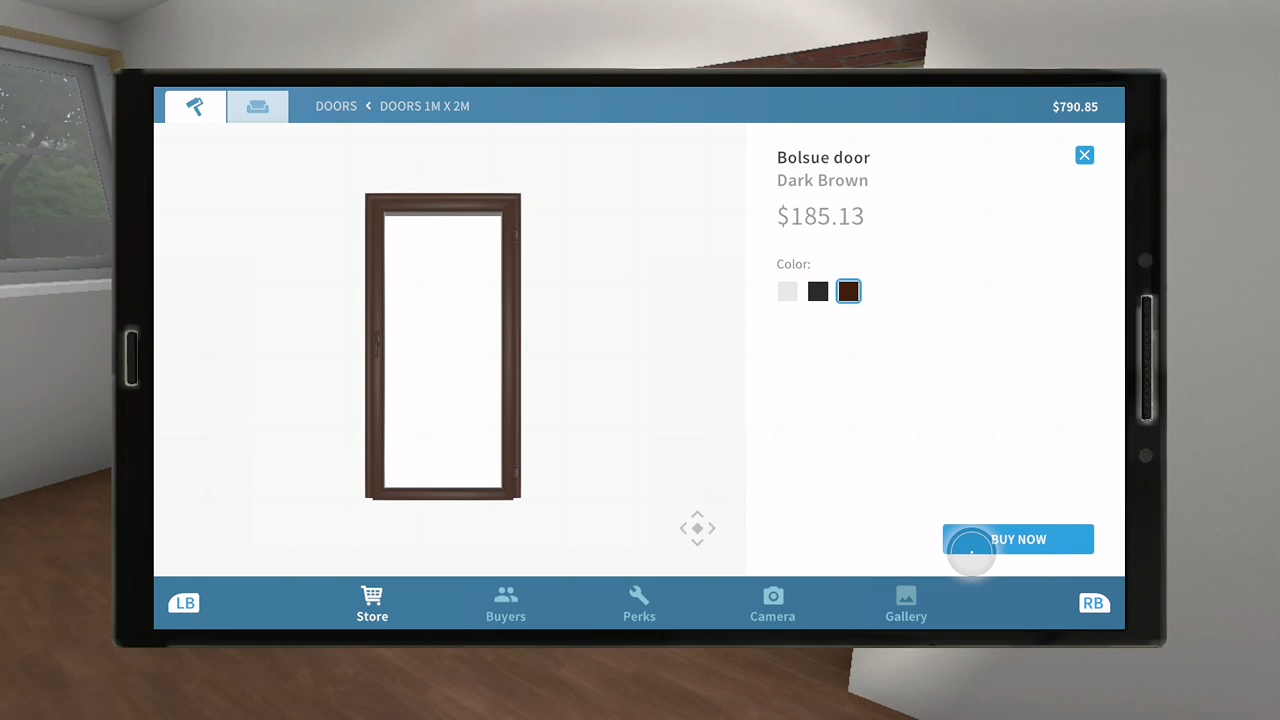 DOORS < DOORS 1M X 2M
$790.85
Bolsue door
Dark Brown
$185.13
Color:
BUY NOW
LB
Store
Buyers
Perks
Camera
Gallery
RB